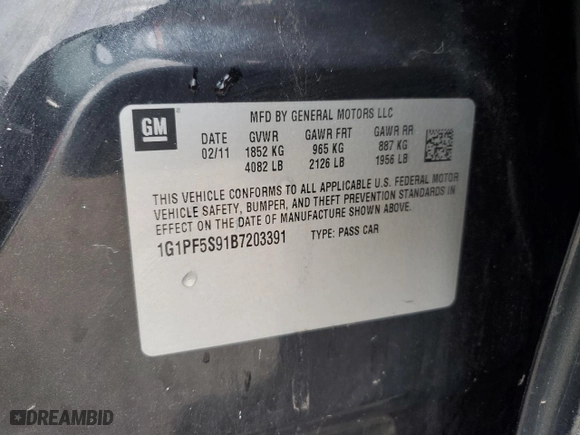 GM
MFD BY GENERAL MOTORS LLC
DATE GVWR GAWR FRT GAWR RR
02/11 1852 KG 965 KG 887 KG
4082 LB 2126 LB 1956 LB
THIS VEHICLE CONFORMS TO ALL APPLICABLE U.S. FEDERAL MOTOR
VEHICLE SAFETY, BUMPER, AND THEFT PREVENTION STANDARDS IN
EFFECT ON THE DATE OF MANUFACTURE SHOWN ABOVE.
1G1PF5S91B7203391 TYPE: PASS CAR
DREAMBID